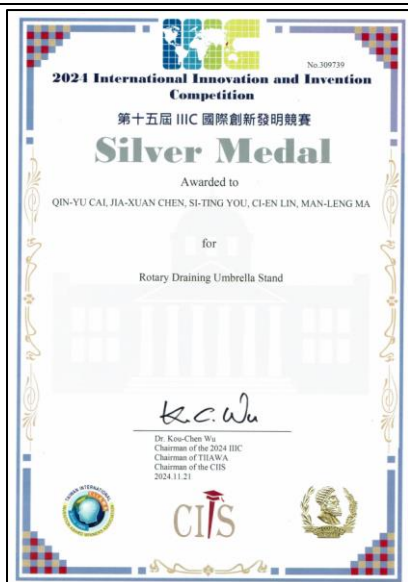 No.309739
2024 International Innovation and Invention
Competition
第十五屆 IIIC 國際創新發明競賽
Silver Medal
Awarded to
QIN-YU CAI, JIA-XUAN CHEN, SI-TING YOU, CI-EN LIN, MAN-LENG MA
for
Rotary Draining Umbrella Stand
K.C. Wu
Dr. Kou-Chen Wu
Chairman of the 2024 IIIC
Chairman of TIIAWA
Chairman of the CIIS
2024.11.21
TAIWAN INTERNATIONAL
CIIS